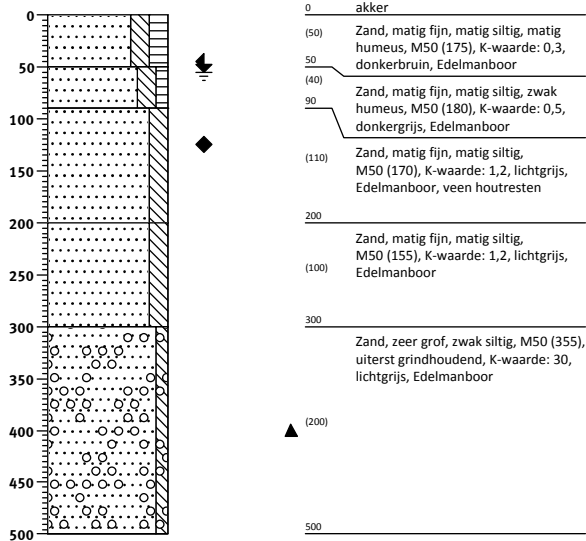 0
50
100
150
200
250
300
350
400
450
500
0 akker
(50) Zand, matig fijn, matig siltig, matig
humeus, M50 (175), K-waarde: 0,3,
50 donkerbruin, Edelmanboor
(40) Zand, matig fijn, matig siltig, zwak
90 humeus, M50 (180), K-waarde: 0,5,
donkergrijs, Edelmanboor
(110) Zand, matig fijn, matig siltig,
M50 (170), K-waarde: 1,2, lichtgrijs,
Edelmanboor, veen houtresten
200
Zand, matig fijn, matig siltig,
M50 (155), K-waarde: 1,2, lichtgrijs,
(100) Edelmanboor
300
Zand, zeer grof, zwak siltig, M50 (355),
uiterst grindhoudend, K-waarde: 30,
lichtgrijs, Edelmanboor
(200)
500